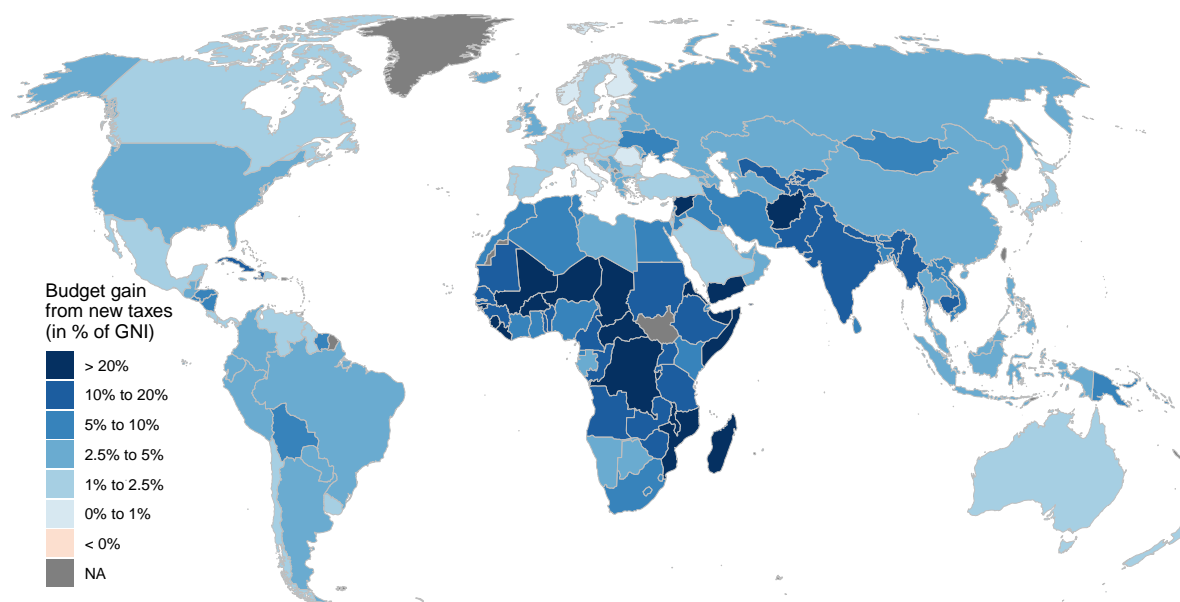 Budget gain
from new taxes
(in % of GNI)
> 20%
10% to 20%
5% to 10%
2.5% to 5%
1% to 2.5%
0% to 1%
< 0%
NA